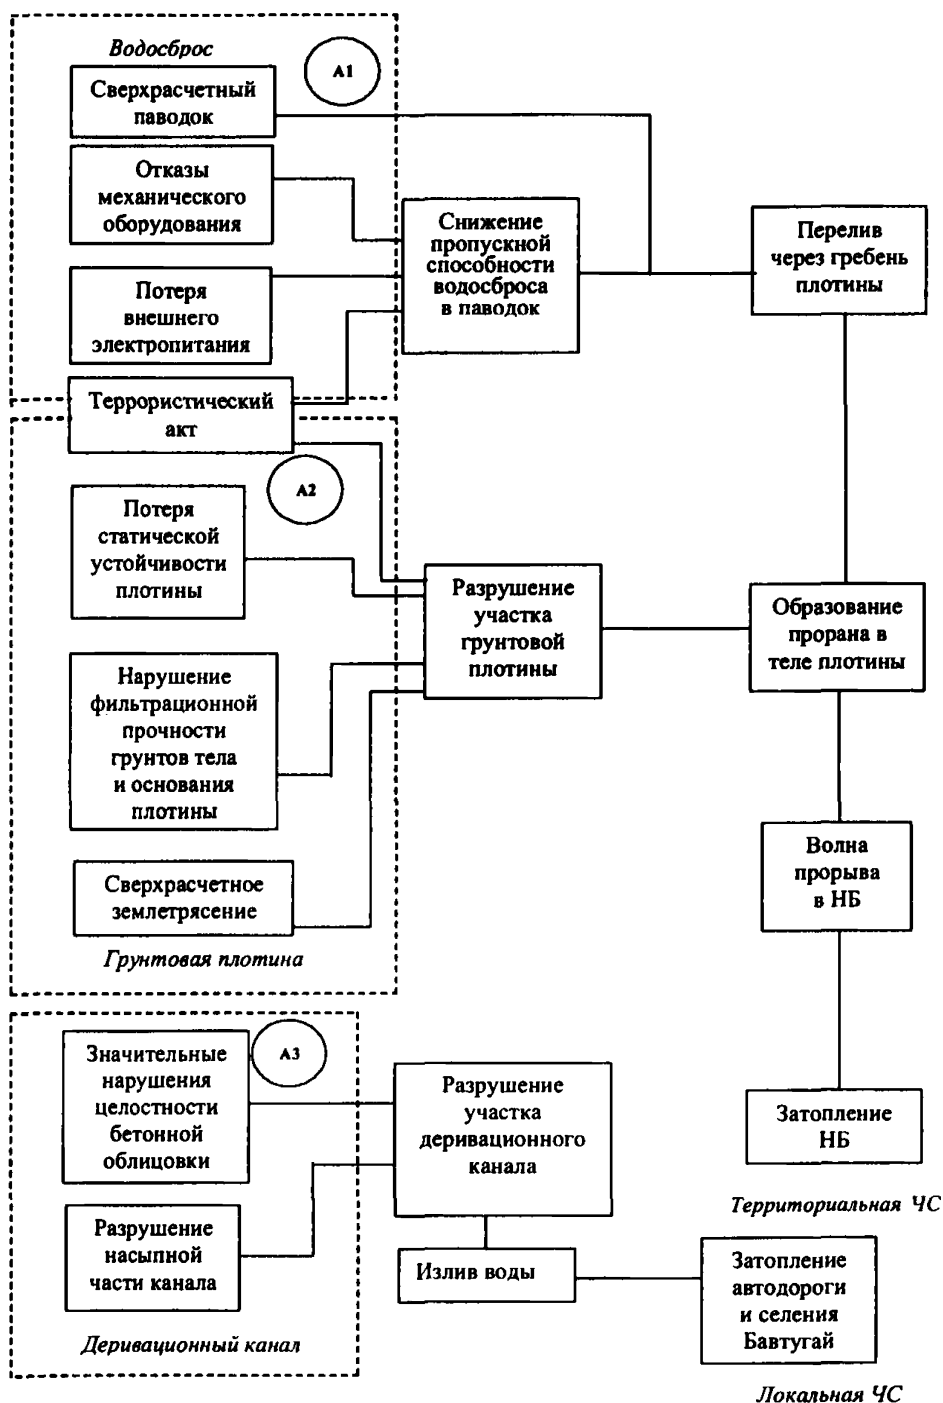 Водосброс
А1
Сверхрасчетный
паводок
Отказы
механического
оборудования
Потеря
внешнего
электропитания
Снижение
пропускной
способности
водосброса
в паводок
Перелив
через гребень
плотины
Террористический
акт
А2
Потеря
статической
устойчивости
плотины
Разрушение
участка
грунтовой
плотины
Образование
прорана в
теле плотины
Нарушение
фильтрационной
прочности
грунтов тела
и основания
плотины
Волна
прорыва
в НБ
Сверхрасчетное
землетрясение
Грунтовая плотина
А3
Значительные
нарушения
целостности
бетонной
облицовки
Разрушение
участка
деривационного
канала
Затопление
НБ
Территориальная ЧС
Разрушение
насыпной
части канала
Излив воды
Затопление
автодороги
и селения
Бавтугай
Деривационный канал
Локальная ЧС